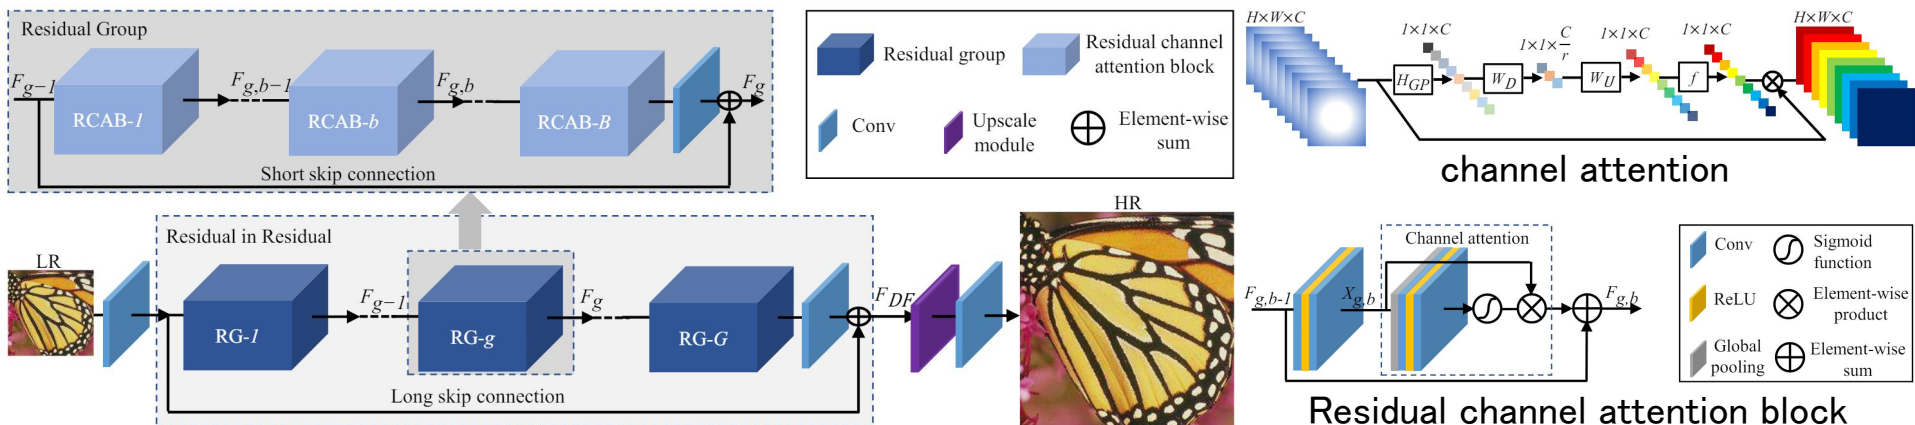 Residual Group
F_{g-1}
RCAB-1
F_{g,b-1}
RCAB-b
F_{g,b}
RCAB-B
F_g
Short skip connection
Residual group
Residual channel
attention block
Conv
Upscale
module
Element-wise
sum
H×W×C
1×1×C
1×1×C/r
1×1×C
1×1×C
H×W×C
H_{GP}
W_D
W_U
f
channel attention
LR
Residual in Residual
RG-1
F_{g-1}
RG-g
F_g
RG-G
F_{DF}
Long skip connection
HR
Channel attention
F_{g,b-1}
X_{g,b}
F_{g,b}
Conv
Sigmoid
function
ReLU
Element-wise
product
Global
pooling
Element-wise
sum
Residual channel attention block